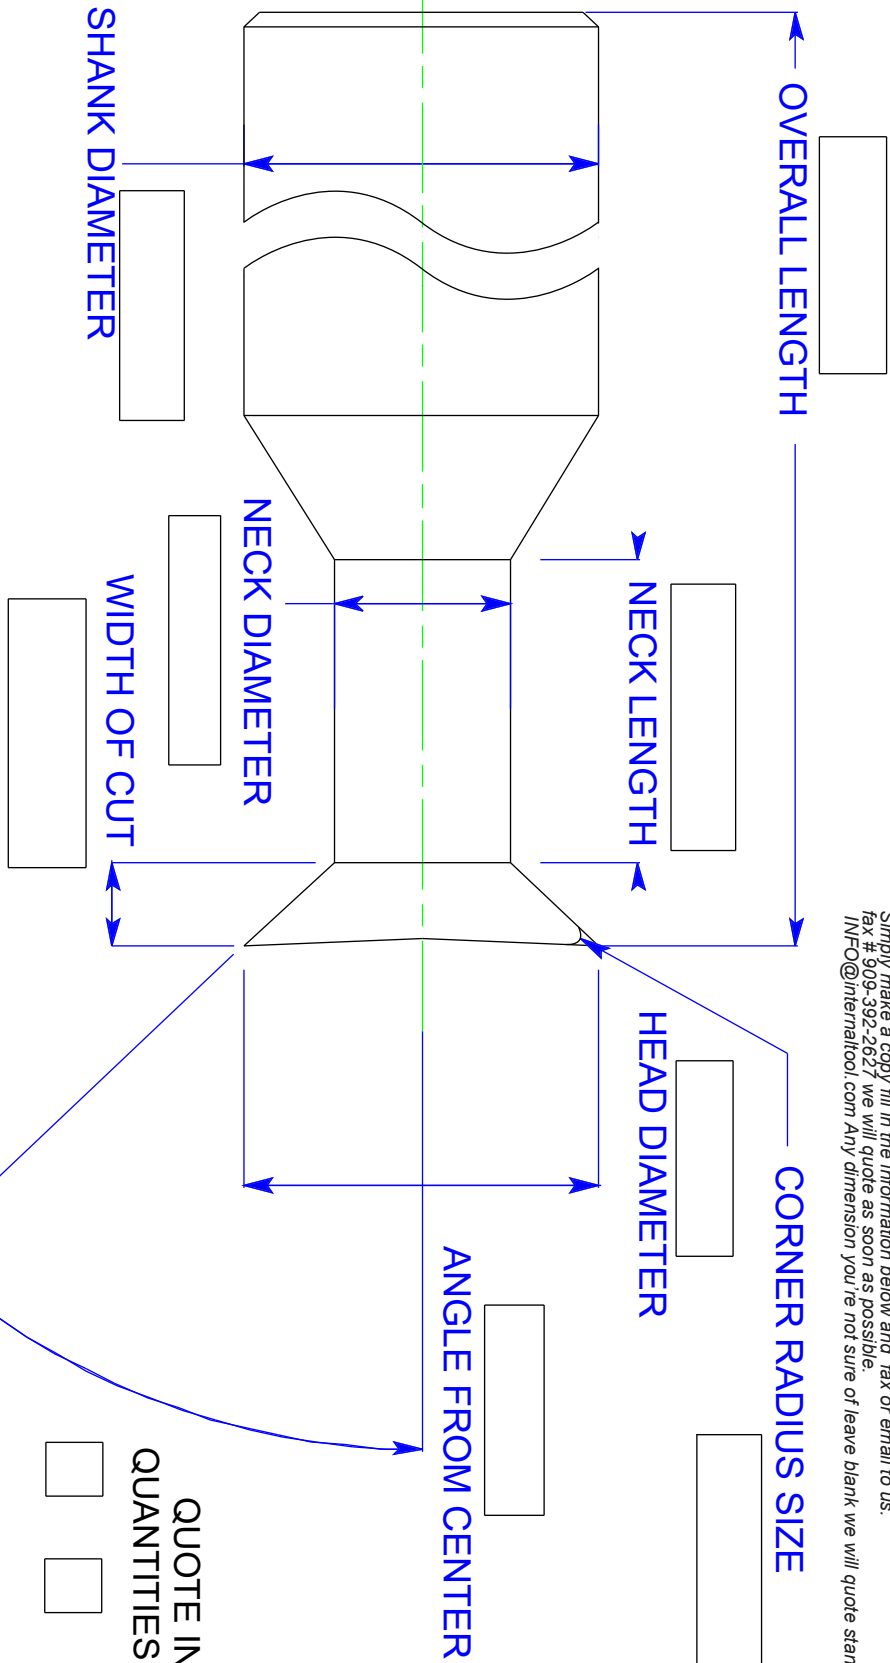 Simply make a copy fill in the information below and fax or email to us.
fax # 909-392-2627 we will quote as soon as possible.
INFO@internaltool.com Any dimension you're not sure of leave blank we will quote
OVERALL LENGTH
CORNER RADIUS SIZE
NECK LENGTH
HEAD DIAMETER
ANGLE FROM CENTER
NECK DIAMETER
QUOTE IN
QUANTITIES
WIDTH OF CUT
SHANK DIAMETER